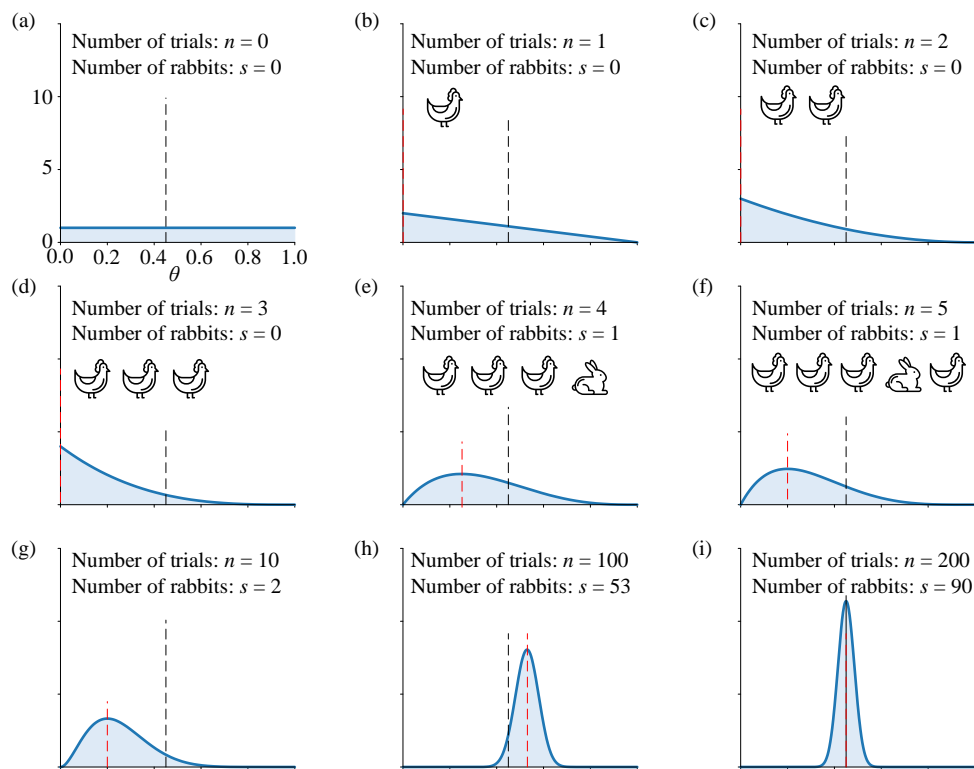 (a)
Number of trials: n = 0
Number of rabbits: s = 0
10
5
0
0.0 0.2 0.4 0.6 0.8 1.0
θ
(b)
Number of trials: n = 1
Number of rabbits: s = 0
(c)
Number of trials: n = 2
Number of rabbits: s = 0
(d)
Number of trials: n = 3
Number of rabbits: s = 0
(e)
Number of trials: n = 4
Number of rabbits: s = 1
(f)
Number of trials: n = 5
Number of rabbits: s = 1
(g)
Number of trials: n = 10
Number of rabbits: s = 2
(h)
Number of trials: n = 100
Number of rabbits: s = 53
(i)
Number of trials: n = 200
Number of rabbits: s = 90